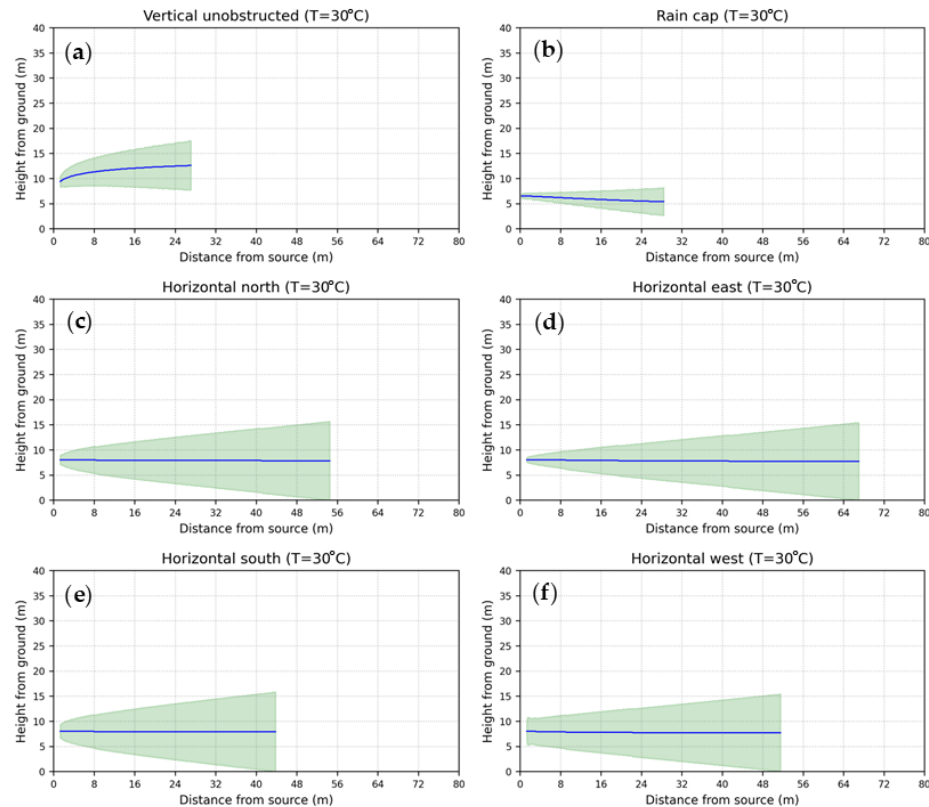 Vertical unobstructed (T=30°C)
(a)
Height from ground (m)
40
35
30
25
20
15
10
5
0
0 8 16 24 32 40 48 56 64 72 80
Distance from source (m)
Rain cap (T=30°C)
(b)
Height from ground (m)
40
35
30
25
20
15
10
5
0
0 8 16 24 32 40 48 56 64 72 80
Distance from source (m)
Horizontal north (T=30°C)
(c)
Height from ground (m)
40
35
30
25
20
15
10
5
0
0 8 16 24 32 40 48 56 64 72 80
Distance from source (m)
Horizontal east (T=30°C)
(d)
Height from ground (m)
40
35
30
25
20
15
10
5
0
0 8 16 24 32 40 48 56 64 72 80
Distance from source (m)
Horizontal south (T=30°C)
(e)
Height from ground (m)
40
35
30
25
20
15
10
5
0
0 8 16 24 32 40 48 56 64 72 80
Distance from source (m)
Horizontal west (T=30°C)
(f)
Height from ground (m)
40
35
30
25
20
15
10
5
0
0 8 16 24 32 40 48 56 64 72 80
Distance from source (m)